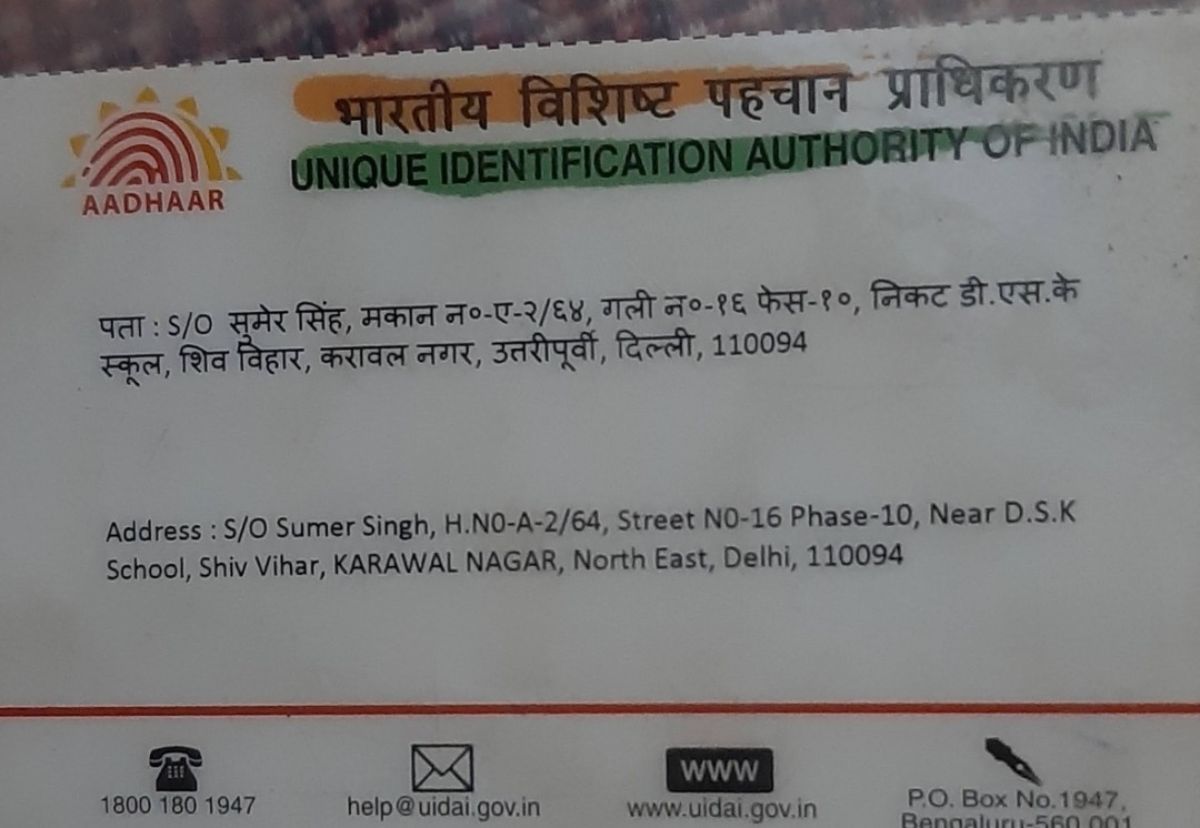 भारतीय विशिष्ट पहचान प्राधिकरण
UNIQUE IDENTIFICATION AUTHORITY OF INDIA
AADHAAR
पता : S/O सुमेर सिंह, मकान न०-ए-२/६४, गली न०-१६ फेस-१०, निकट डी.एस.के
स्कूल, शिव विहार, करावल नगर, उत्तरीपूर्वी, दिल्ली, 110094
Address : S/O Sumer Singh, H.N0-A-2/64, Street N0-16 Phase-10, Near D.S.K
School, Shiv Vihar, KARAWAL NAGAR, North East, Delhi, 110094
1800 180 1947
help@uidai.gov.in
www
www.uidai.gov.in
P.O. Box No.1947,
Bengaluru-560 001